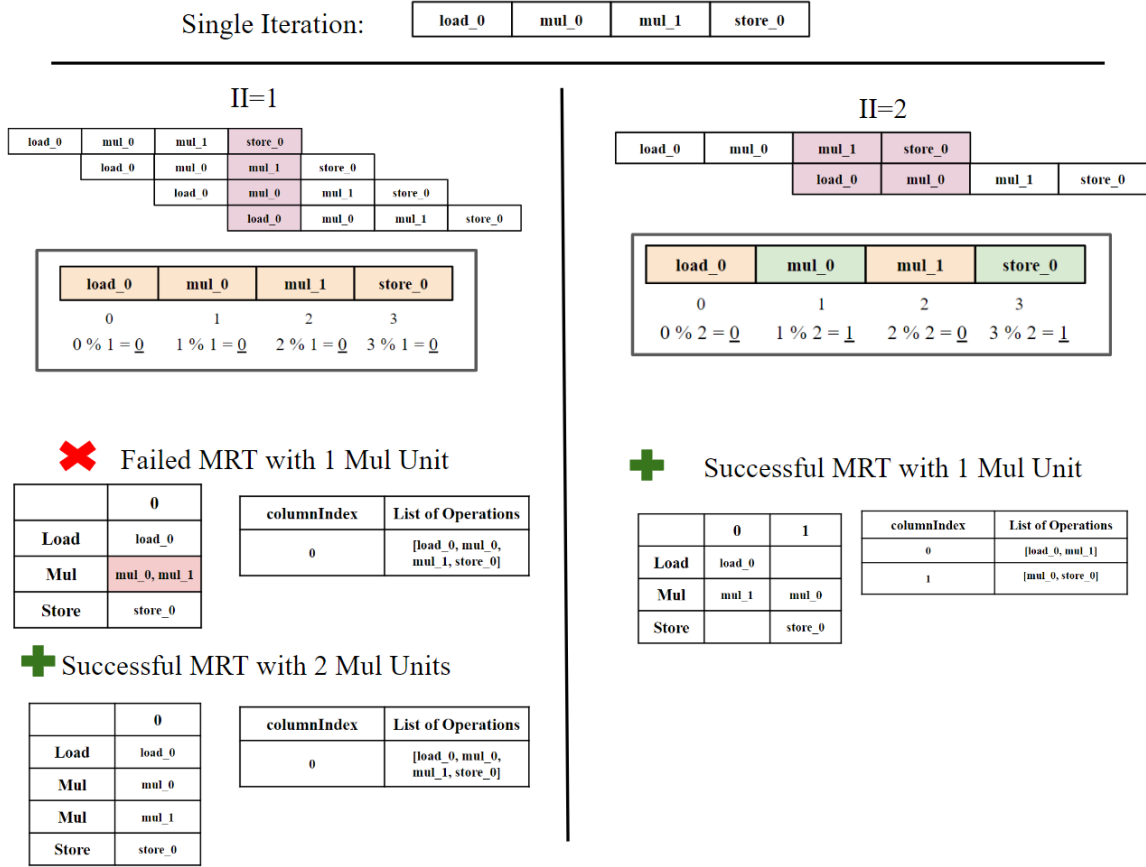 Single Iteration:
load_0 mul_0 mul_1 store_0
II=1
load_0 mul_0 mul_1 store_0
load_0 mul_0 mul_1 store_0
load_0 mul_0 mul_1 store_0
load_0 mul_0 mul_1 store_0
load_0 mul_0 mul_1 store_0
0 1 2 3
0 % 1 = 0 1 % 1 = 0 2 % 1 = 0 3 % 1 = 0
Failed MRT with 1 Mul Unit
0
Load load_0
Mul mul_0, mul_1
Store store_0
columnIndex List of Operations
0 [load_0, mul_0,
mul_1, store_0]
Successful MRT with 2 Mul Units
0
Load load_0
Mul mul_0
Mul mul_1
Store store_0
columnIndex List of Operations
0 [load_0, mul_0,
mul_1, store_0]
II=2
load_0 mul_0 mul_1 store_0
load_0 mul_0 mul_1 store_0
load_0 mul_0 mul_1 store_0
0 1 2 3
0 % 2 = 0 1 % 2 = 1 2 % 2 = 0 3 % 2 = 1
Successful MRT with 1 Mul Unit
0 1
Load load_0
Mul mul_1 mul_0
Store store_0
columnIndex List of Operations
0 [load_0, mul_1]
1 [mul_0, store_0]